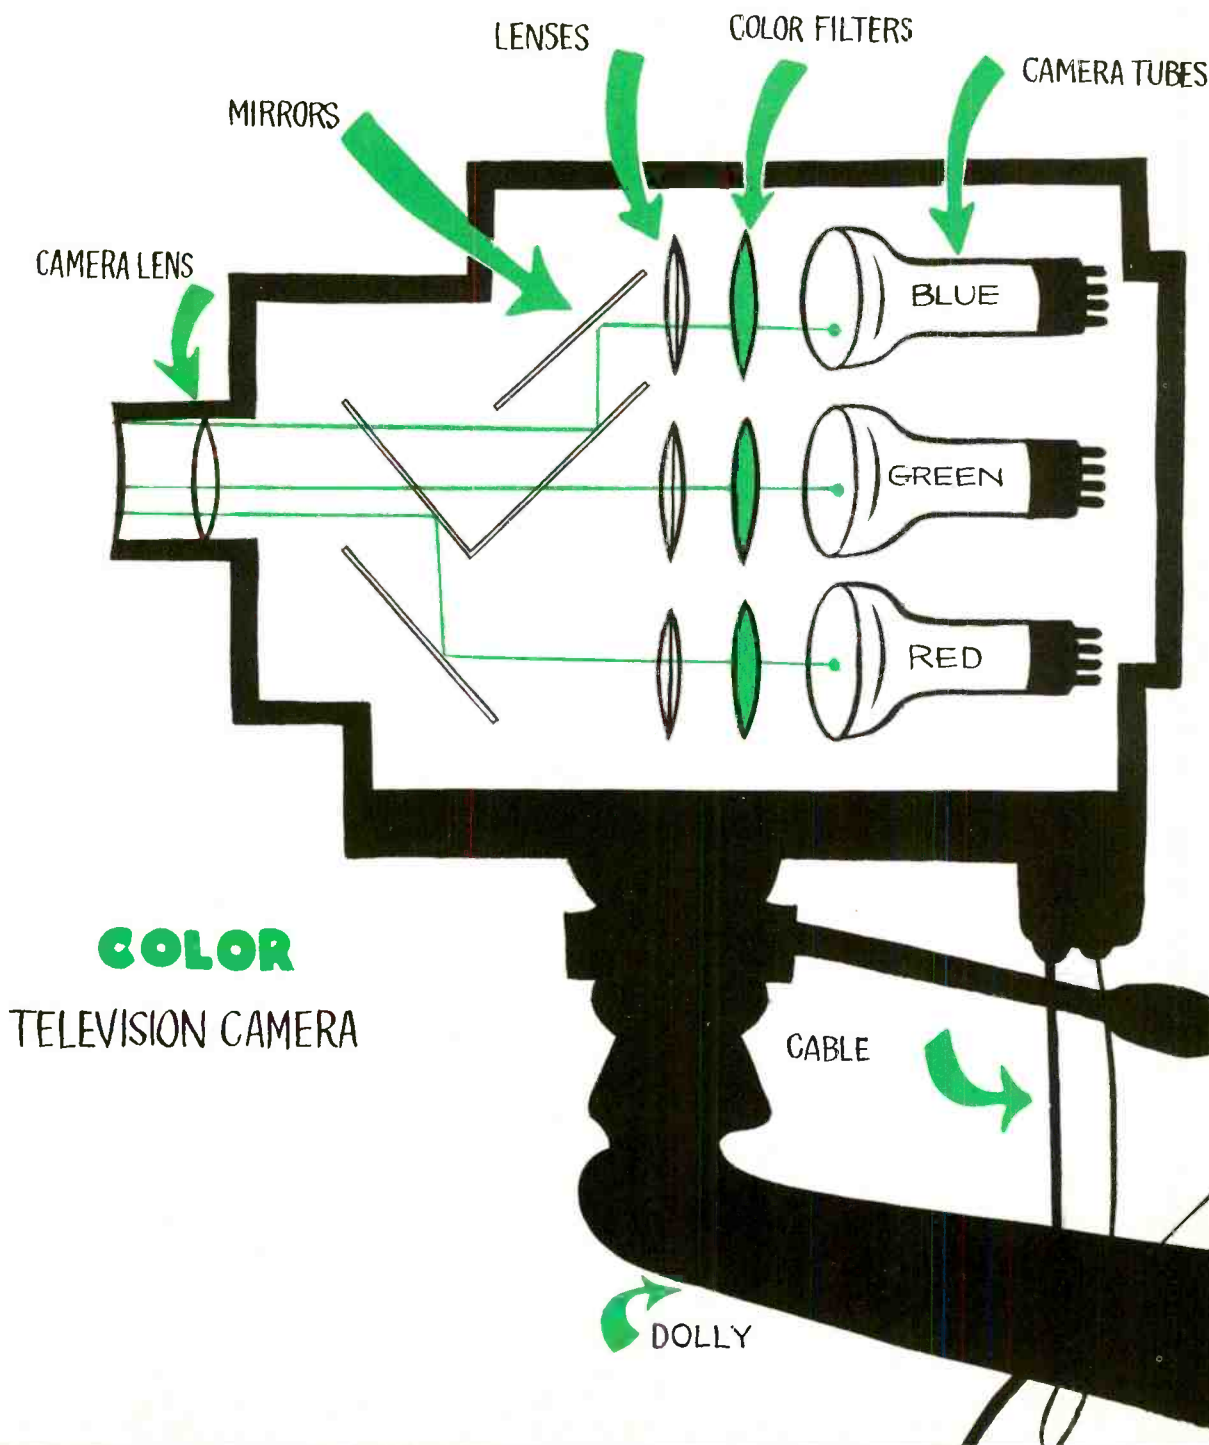 LENSES
COLOR FILTERS
CAMERA TUBES
MIRRORS
CAMERA LENS
BLUE
GREEN
RED
COLOR
TELEVISION CAMERA
CABLE
DOLLY